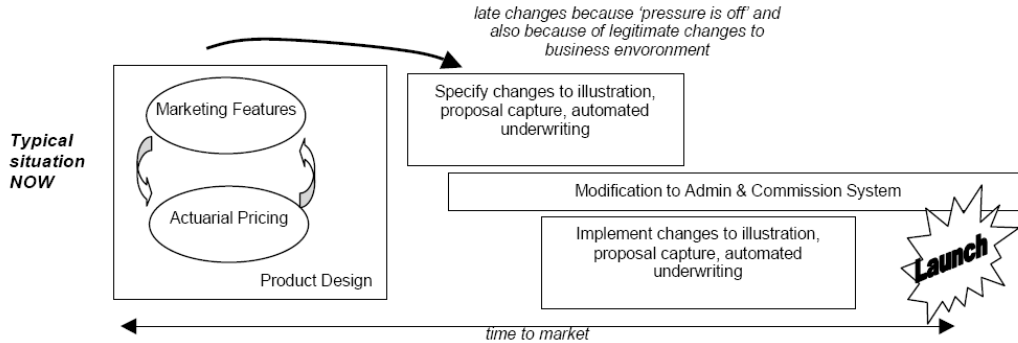 late changes because ‘pressure is off’ and
also because of legitimate changes to
business envoronment
Marketing Features
Specify changes to illustration,
proposal capture, automated
underwriting
Typical
situation
NOW
Modification to Admin & Commission System
Actuarial Pricing
Implement changes to illustration,
proposal capture, automated
underwriting
Launch
Product Design
time to market